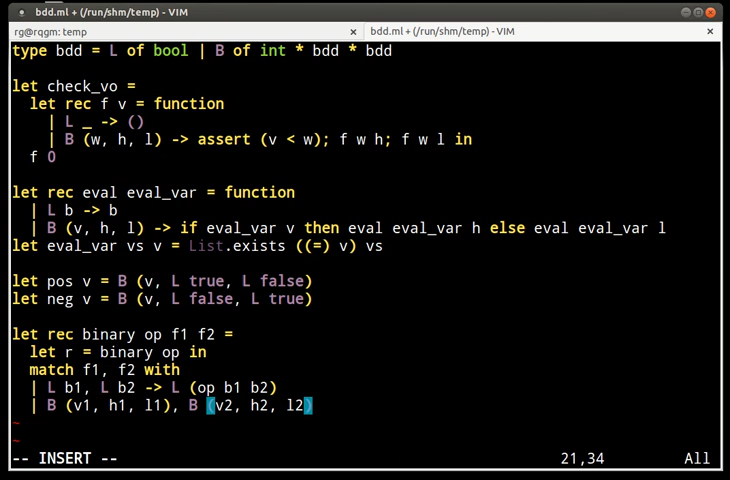 bdd.ml + (/run/shm/temp) - VIM
rg@rqgm: temp
bdd.ml + (/run/shm/temp) - VIM
type bdd = L of bool | B of int * bdd * bdd
let check_vo =
let rec f v = function
| L _ -> ()
| B (w, h, l) -> assert (v < w); f w h; f w l in
f 0
let rec eval eval_var = function
| L b -> b
| B (v, h, l) -> if eval_var v then eval eval_var h else eval eval_var l
let eval_var vs v = List.exists ((=) v) vs
let pos v = B (v, L true, L false)
let neg v = B (v, L false, L true)
let rec binary op f1 f2 =
let r = binary op in
match f1, f2 with
| L b1, L b2 -> L (op b1 b2)
| B (v1, h1, l1), B (v2, h2, l2)
~
~
-- INSERT -- 21,34 All